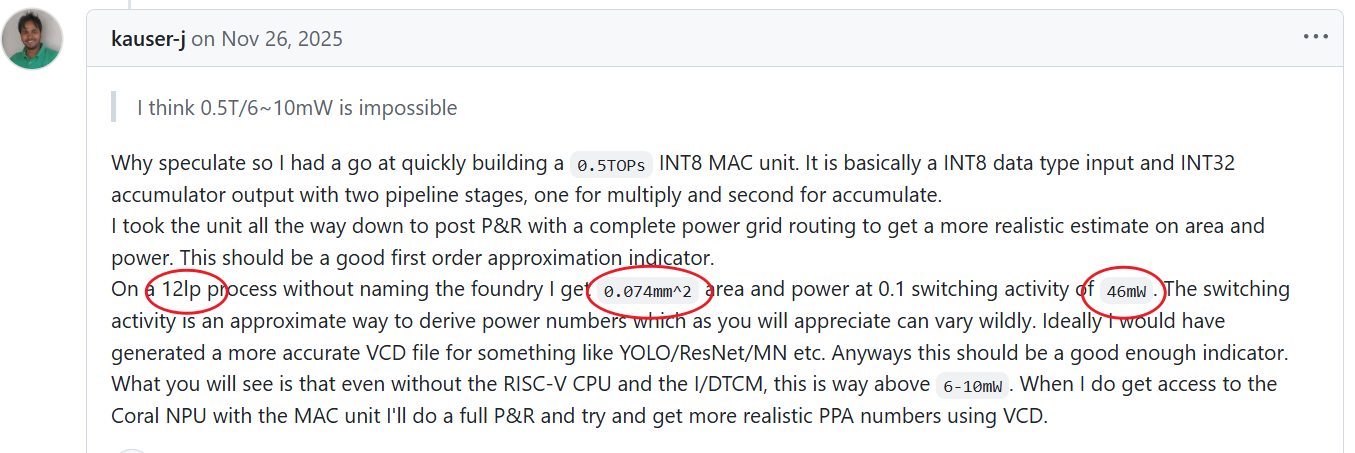 kauser-j on Nov 26, 2025
I think 0.5T/6~10mW is impossible
Why speculate so I had a go at quickly building a 0.5TOPs INT8 MAC unit. It is basically a INT8 data type input and INT32
accumulator output with two pipeline stages, one for multiply and second for accumulate.
I took the unit all the way down to post P&R with a complete power grid routing to get a more realistic estimate on area and
power. This should be a good first order approximation indicator.
On a 12lp process without naming the foundry I get 0.074mm^2 area and power at 0.1 switching activity of 46mW. The switching
activity is an approximate way to derive power numbers which as you will appreciate can vary wildly. Ideally I would have
generated a more accurate VCD file for something like YOLO/ResNet/MN etc. Anyways this should be a good enough indicator.
What you will see is that even without the RISC-V CPU and the I/DTCM, this is way above 6-10mW. When I do get access to the
Coral NPU with the MAC unit I'll do a full P&R and try and get more realistic PPA numbers using VCD.